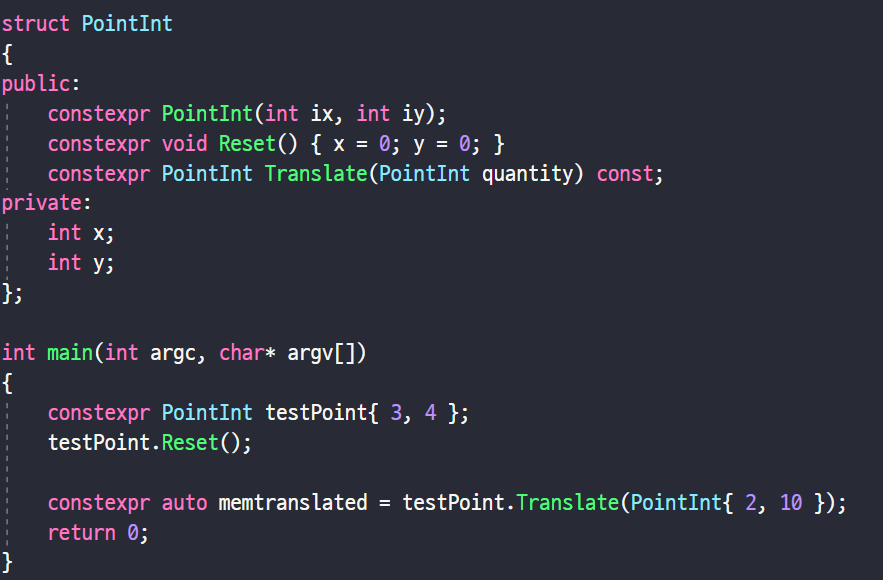 struct PointInt
{
public:
    constexpr PointInt(int ix, int iy);
    constexpr void Reset() { x = 0; y = 0; }
    constexpr PointInt Translate(PointInt quantity) const;
private:
    int x;
    int y;
};

int main(int argc, char* argv[])
{
    constexpr PointInt testPoint{ 3, 4 };
    testPoint.Reset();

    constexpr auto memtranslated = testPoint.Translate(PointInt{ 2, 10 });
    return 0;
}